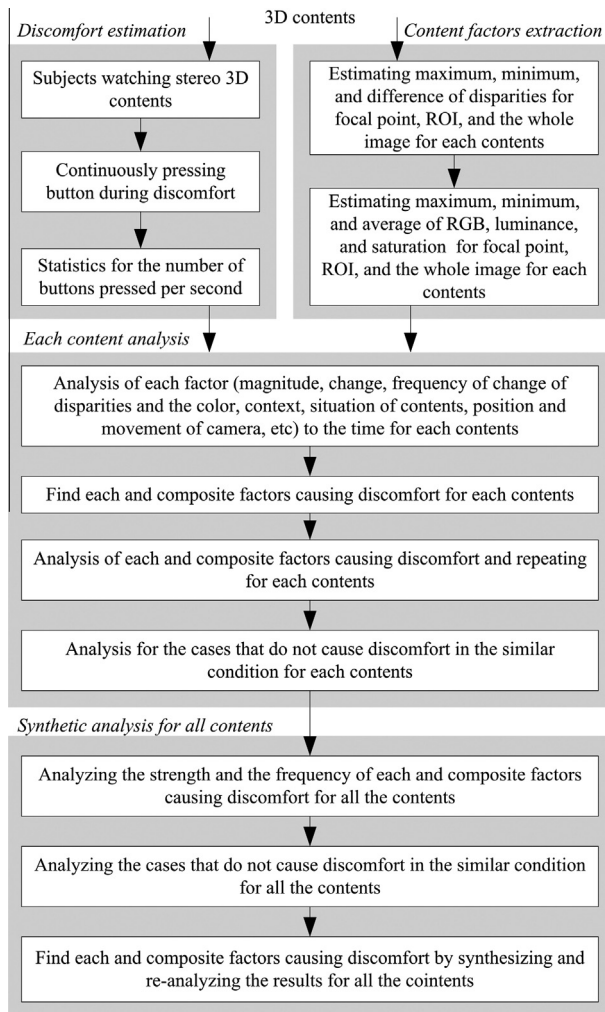 3D contents
Discomfort estimation
Content factors extraction
Subjects watching stereo 3D
contents
Continuously pressing
button during discomfort
Statistics for the number of
buttons pressed per second
Estimating maximum, minimum,
and difference of disparities for
focal point, ROI, and the whole
image for each contents
Estimating maximum, minimum,
and average of RGB, luminance,
and saturation for focal point,
ROI, and the whole image for each
contents
Each content analysis
Analysis of each factor (magnitude, change, frequency of change of
disparities and the color, context, situation of contents, position and
movement of camera, etc) to the time for each contents
Find each and composite factors causing discomfort for each contents
Analysis of each and composite factors causing discomfort and repeating
for each contents
Analysis for the cases that do not cause discomfort in the similar
condition for each contents
Synthetic analysis for all contents
Analyzing the strength and the frequency of each and composite factors
causing discomfort for all the contents
Analyzing the cases that do not cause discomfort in the similar condition
for all the contents
Find each and composite factors causing discomfort by synthesizing and
re-analyzing the results for all the cointents